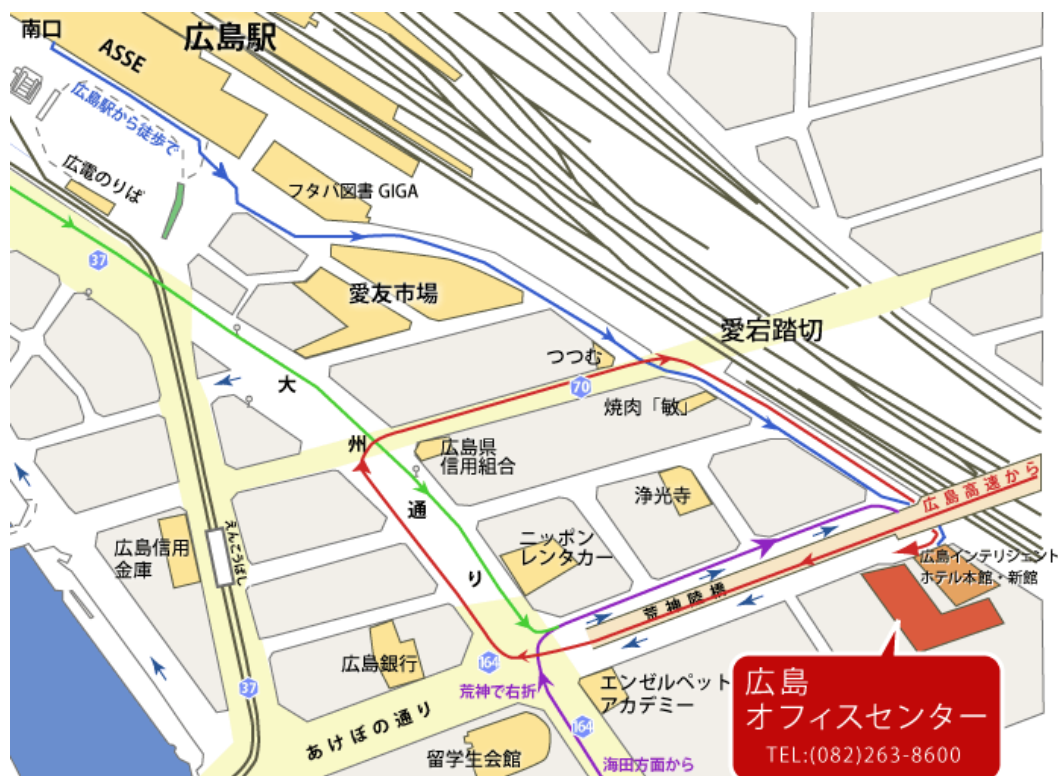 南口
ASSE
広島駅
広島駅から徒歩で
広電のりば
フタバ図書 GIGA
37
愛友市場
愛宕踏切
つつむ
大
70
焼肉「敏」
州
広島県
信用組合
広島高速から
浄光寺
通
えんこうばし
広島信用
金庫
ニッポン
レンタカー
り
広島インテリジェント
ホテル本館・新館
荒神陸橋
広島銀行
164
37
荒神で右折
エンゼルペット
アカデミー
164
あけぼの通り
留学生会館
海田方面から
広島
オフィスセンター
TEL:(082)263-8600